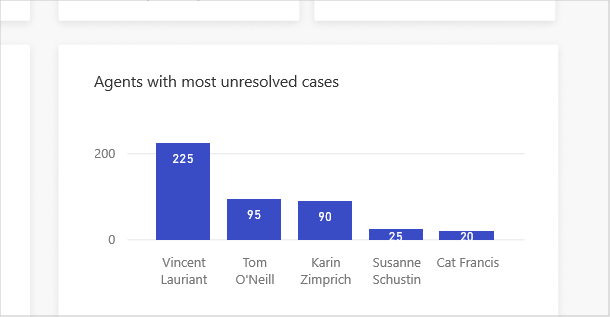 Agents with most unresolved cases
200
225
95
90
25
20
0
Vincent Lauriant
Tom O'Neill
Karin Zimprich
Susanne Schustin
Cat Francis